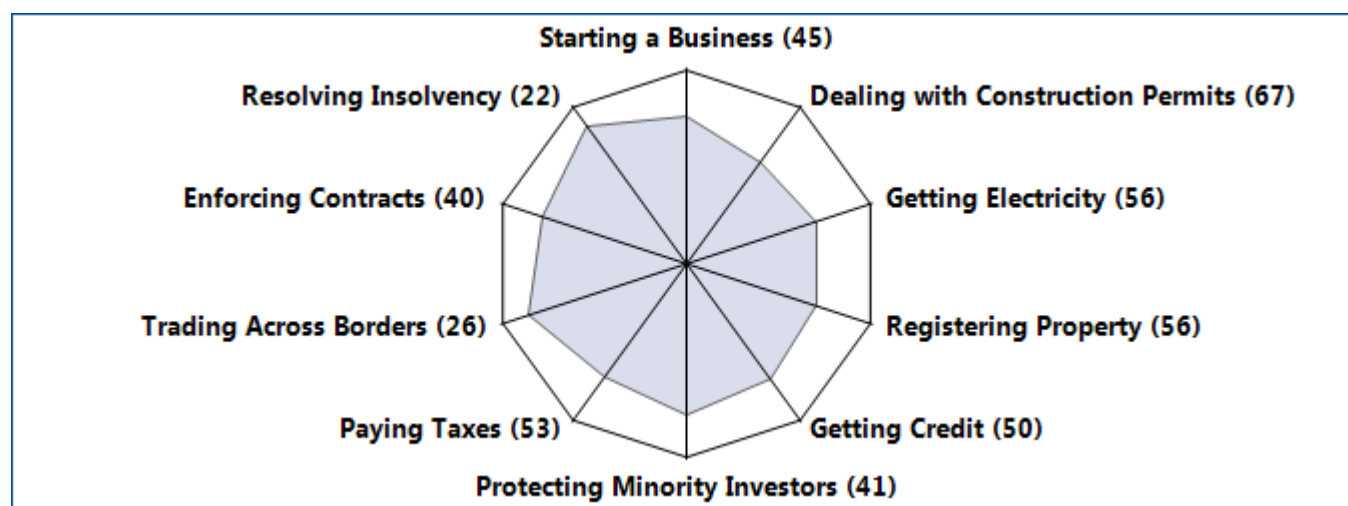 Starting a Business (45)
Resolving Insolvency (22)
Dealing with Construction Permits (67)
Enforcing Contracts (40)
Getting Electricity (56)
Trading Across Borders (26)
Registering Property (56)
Paying Taxes (53)
Getting Credit (50)
Protecting Minority Investors (41)